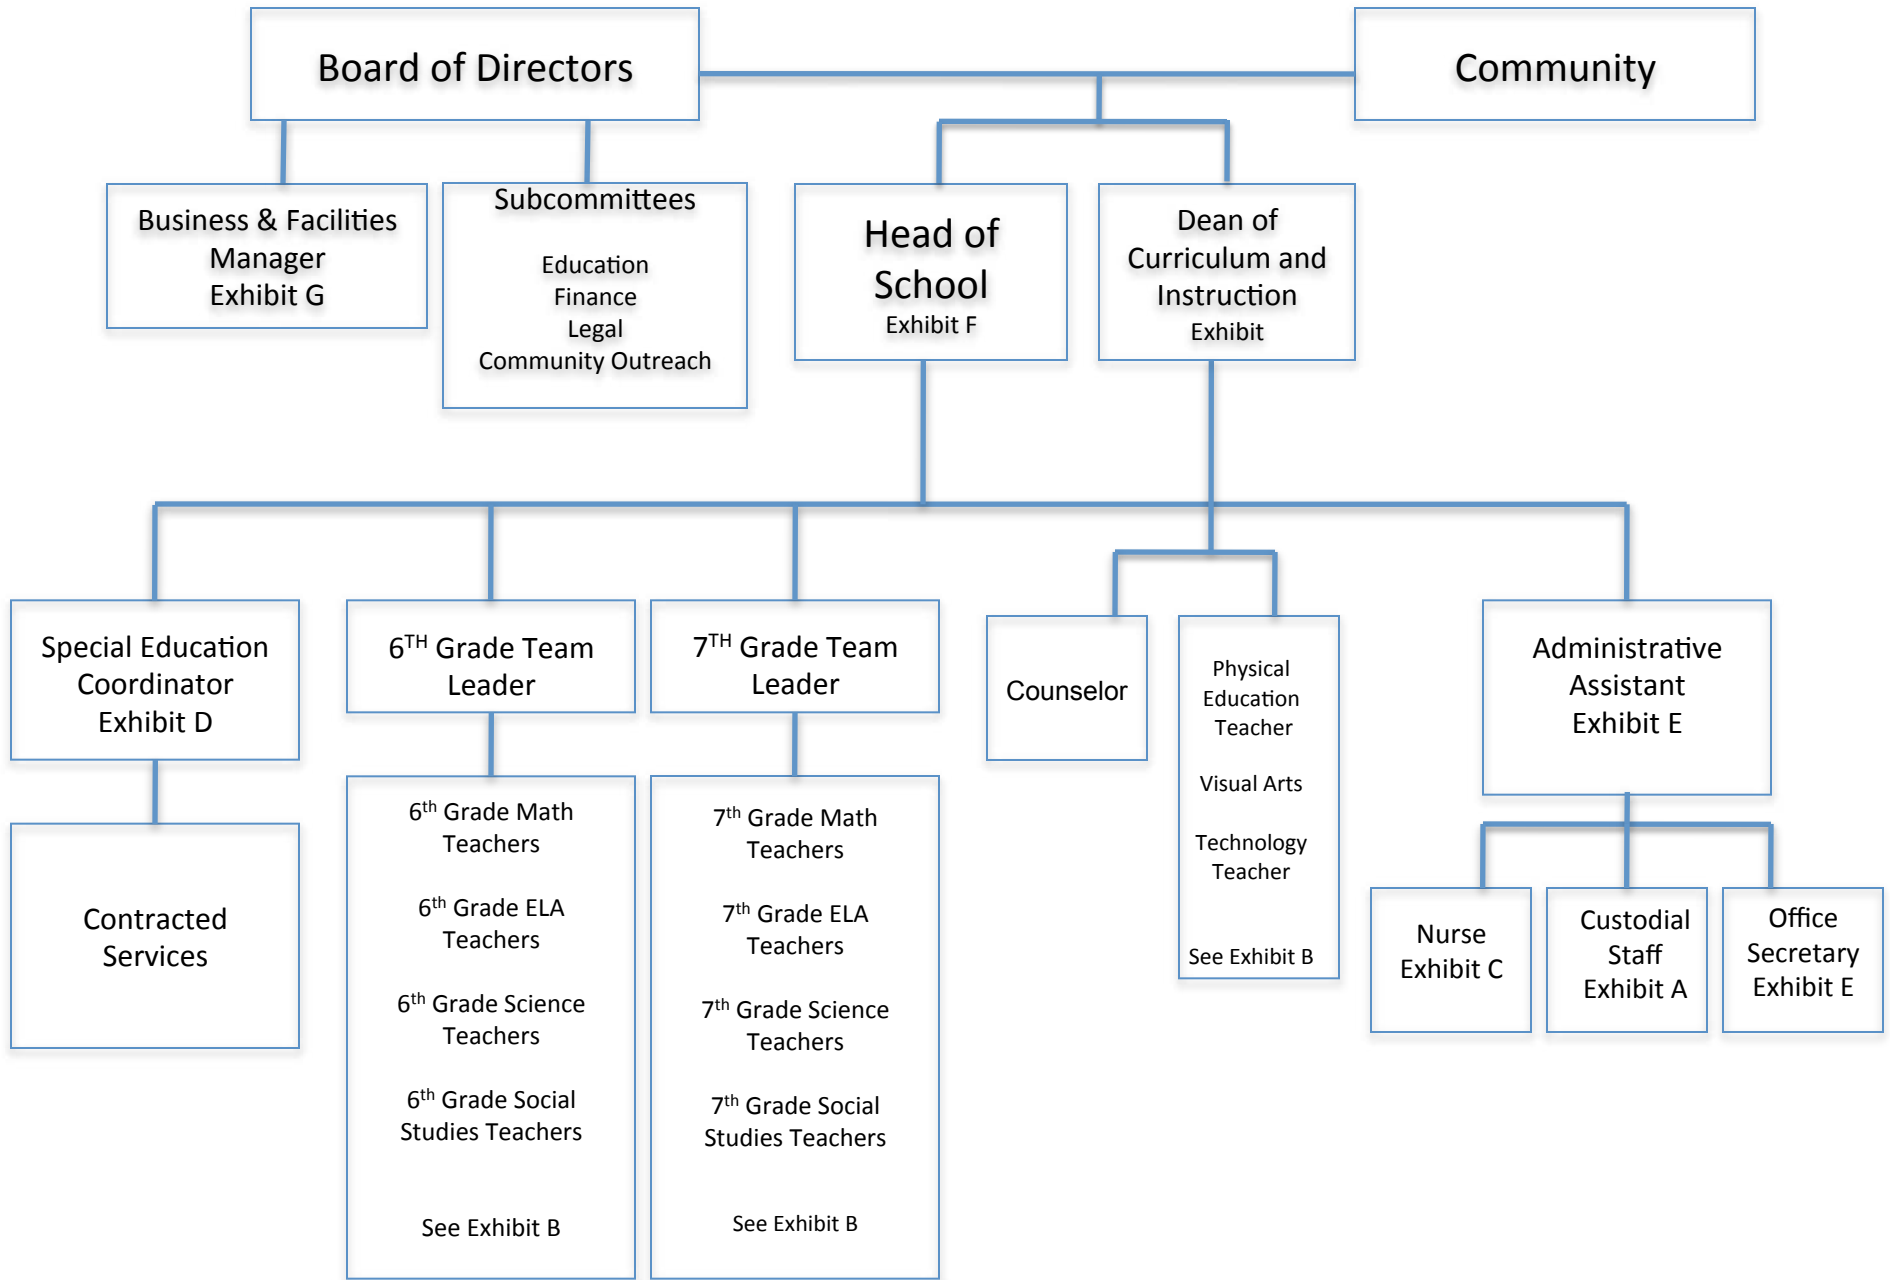 Board of Directors
Community
Business & Facilities
Manager
Exhibit G
Subcommittees
Education
Finance
Legal
Community Outreach
Head of
School
Exhibit F
Dean of
Curriculum and
Instruction
Exhibit
Special Education
Coordinator
Exhibit D
6TH Grade Team
Leader
7TH Grade Team
Leader
Counselor
Physical
Education
Teacher
Visual Arts
Technology
Teacher
See Exhibit B
Administrative
Assistant
Exhibit E
Contracted
Services
6th Grade Math
Teachers
6th Grade ELA
Teachers
6th Grade Science
Teachers
6th Grade Social
Studies Teachers
See Exhibit B
7th Grade Math
Teachers
7th Grade ELA
Teachers
7th Grade Science
Teachers
7th Grade Social
Studies Teachers
See Exhibit B
Nurse
Exhibit C
Custodial
Staff
Exhibit A
Office
Secretary
Exhibit E